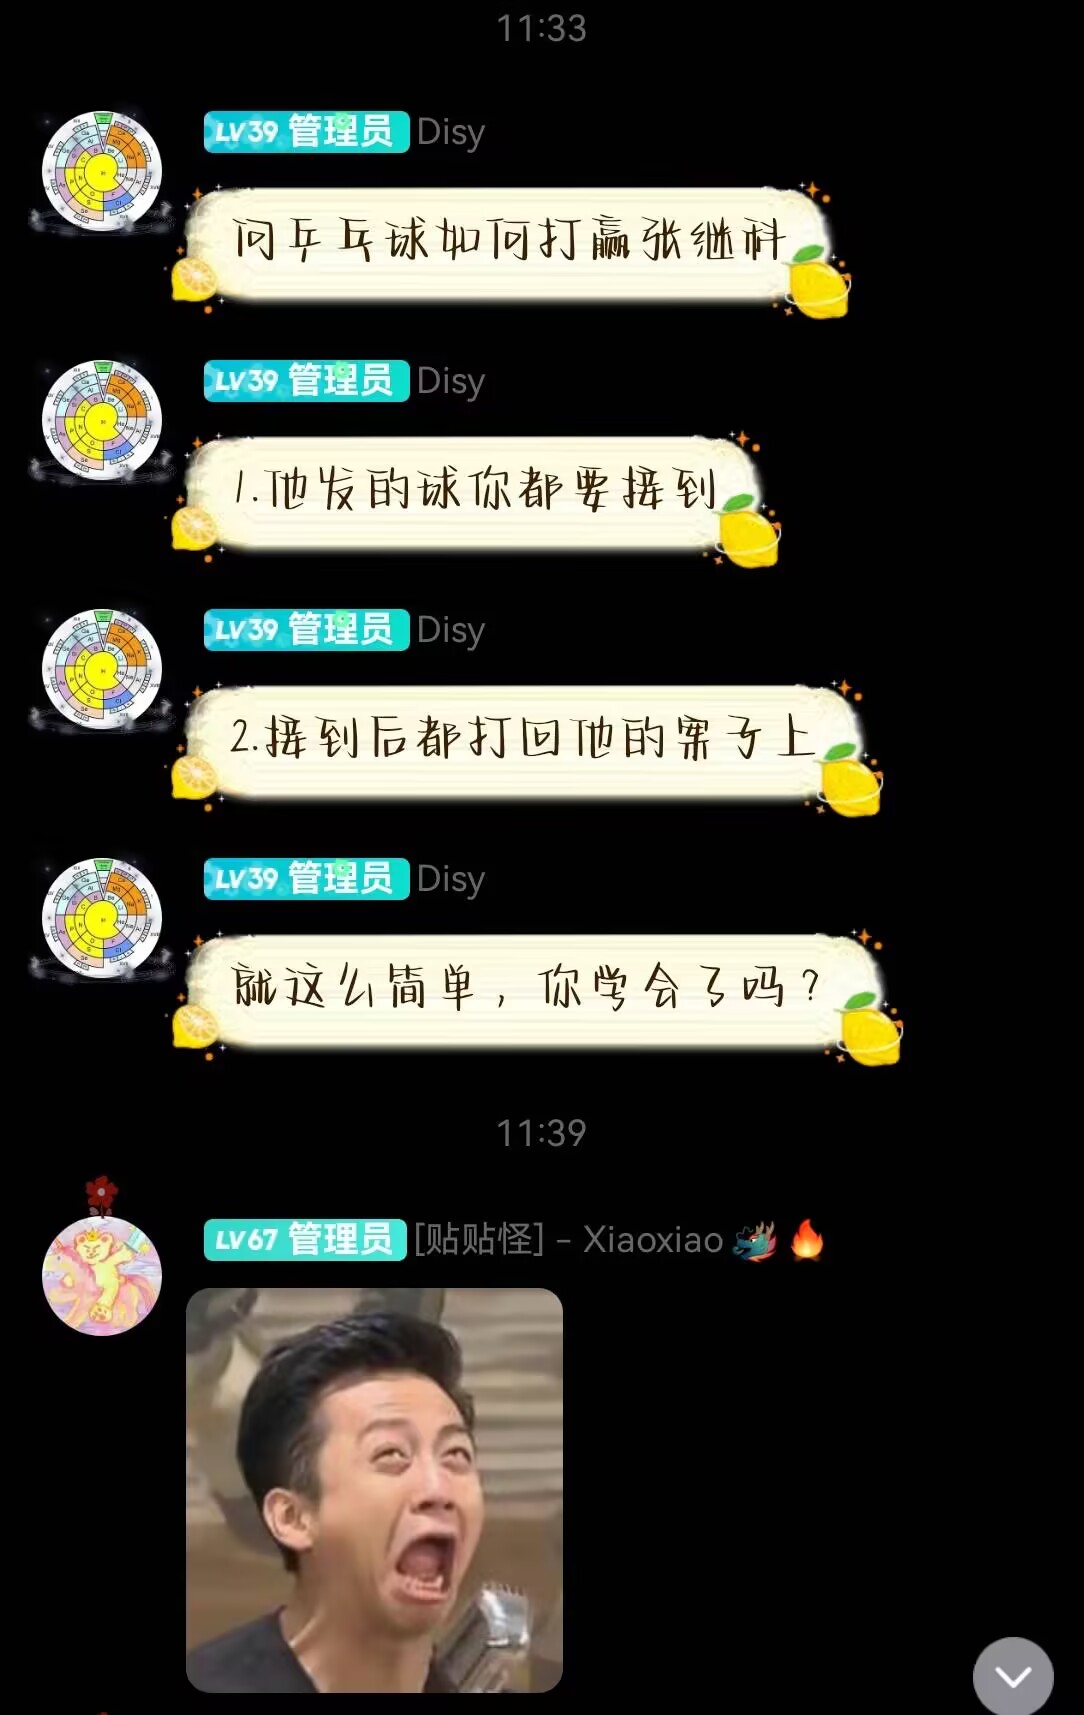 11:33
LV39 管理员 Disy
问乒乓球如何打赢张继科
LV39 管理员 Disy
1.他发的球你都要接到
LV39 管理员 Disy
2.接到后都打回他的案子上
LV39 管理员 Disy
就这么简单，你学会了吗？
11:39
LV67 管理员 [贴贴怪] - Xiaoxiao🐲🔥